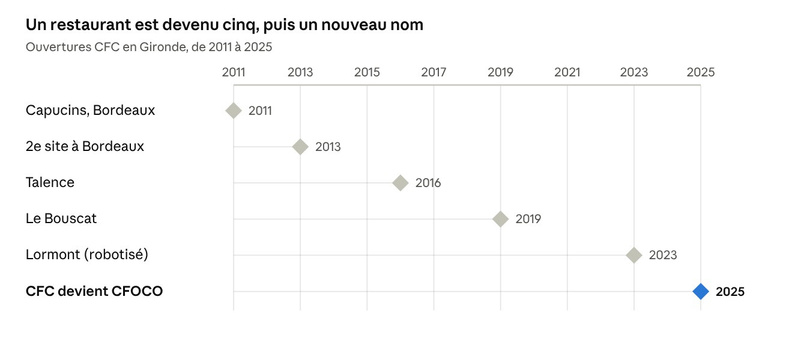 Un restaurant est devenu cinq, puis un nouveau nom
Ouvertures CFC en Gironde, de 2011 à 2025
2011 2013 2015 2017 2019 2021 2023 2025
Capucins, Bordeaux 2011
2e site à Bordeaux 2013
Talence 2016
Le Bouscat 2019
Lormont (robotisé) 2023
CFC devient CFOCO 2025